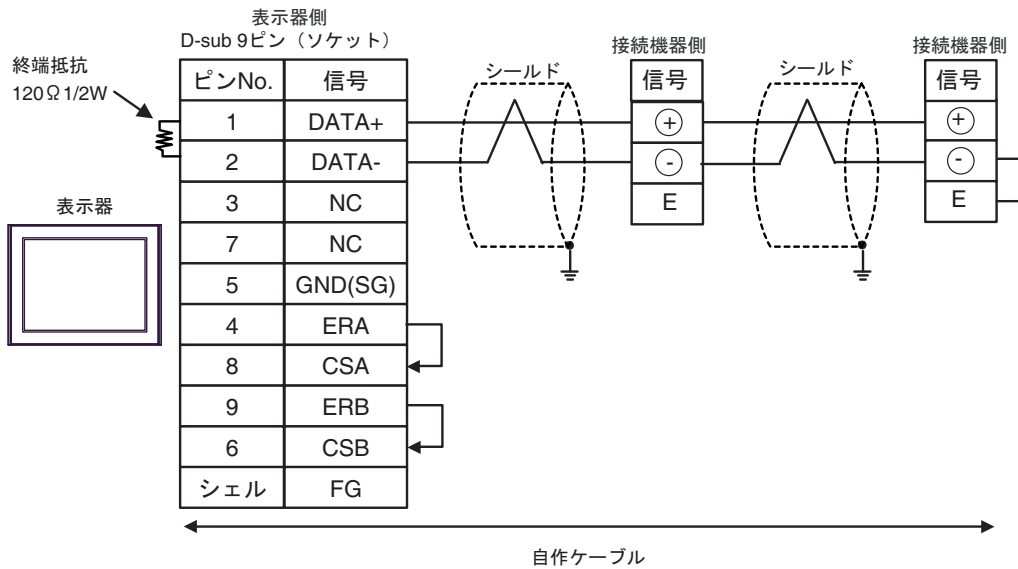 表示器側
D-sub 9ピン（ソケット）
終端抵抗
120Ω1/2W
接続機器側
接続機器側
ピンNo. 信号
シールド
信号
シールド
信号
1 DATA+
+
+
2 DATA-
-
-
3 NC
E
E
表示器
7 NC
5 GND(SG)
4 ERA
8 CSA
9 ERB
6 CSB
シェル FG
自作ケーブル